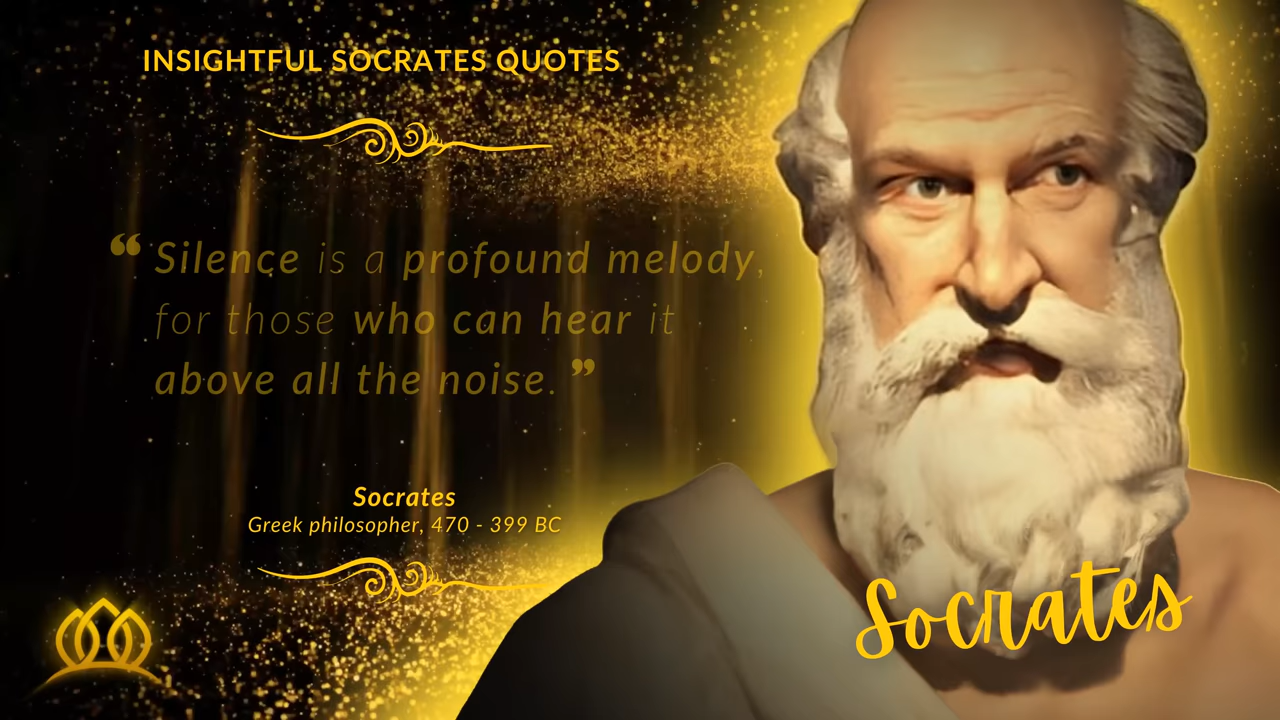 INSIGHTFUL SOCRATES QUOTES
“ Silence is a profound melody,
for those who can hear it
above all the noise. ”
Socrates
Greek philosopher, 470 - 399 BC
Socrates